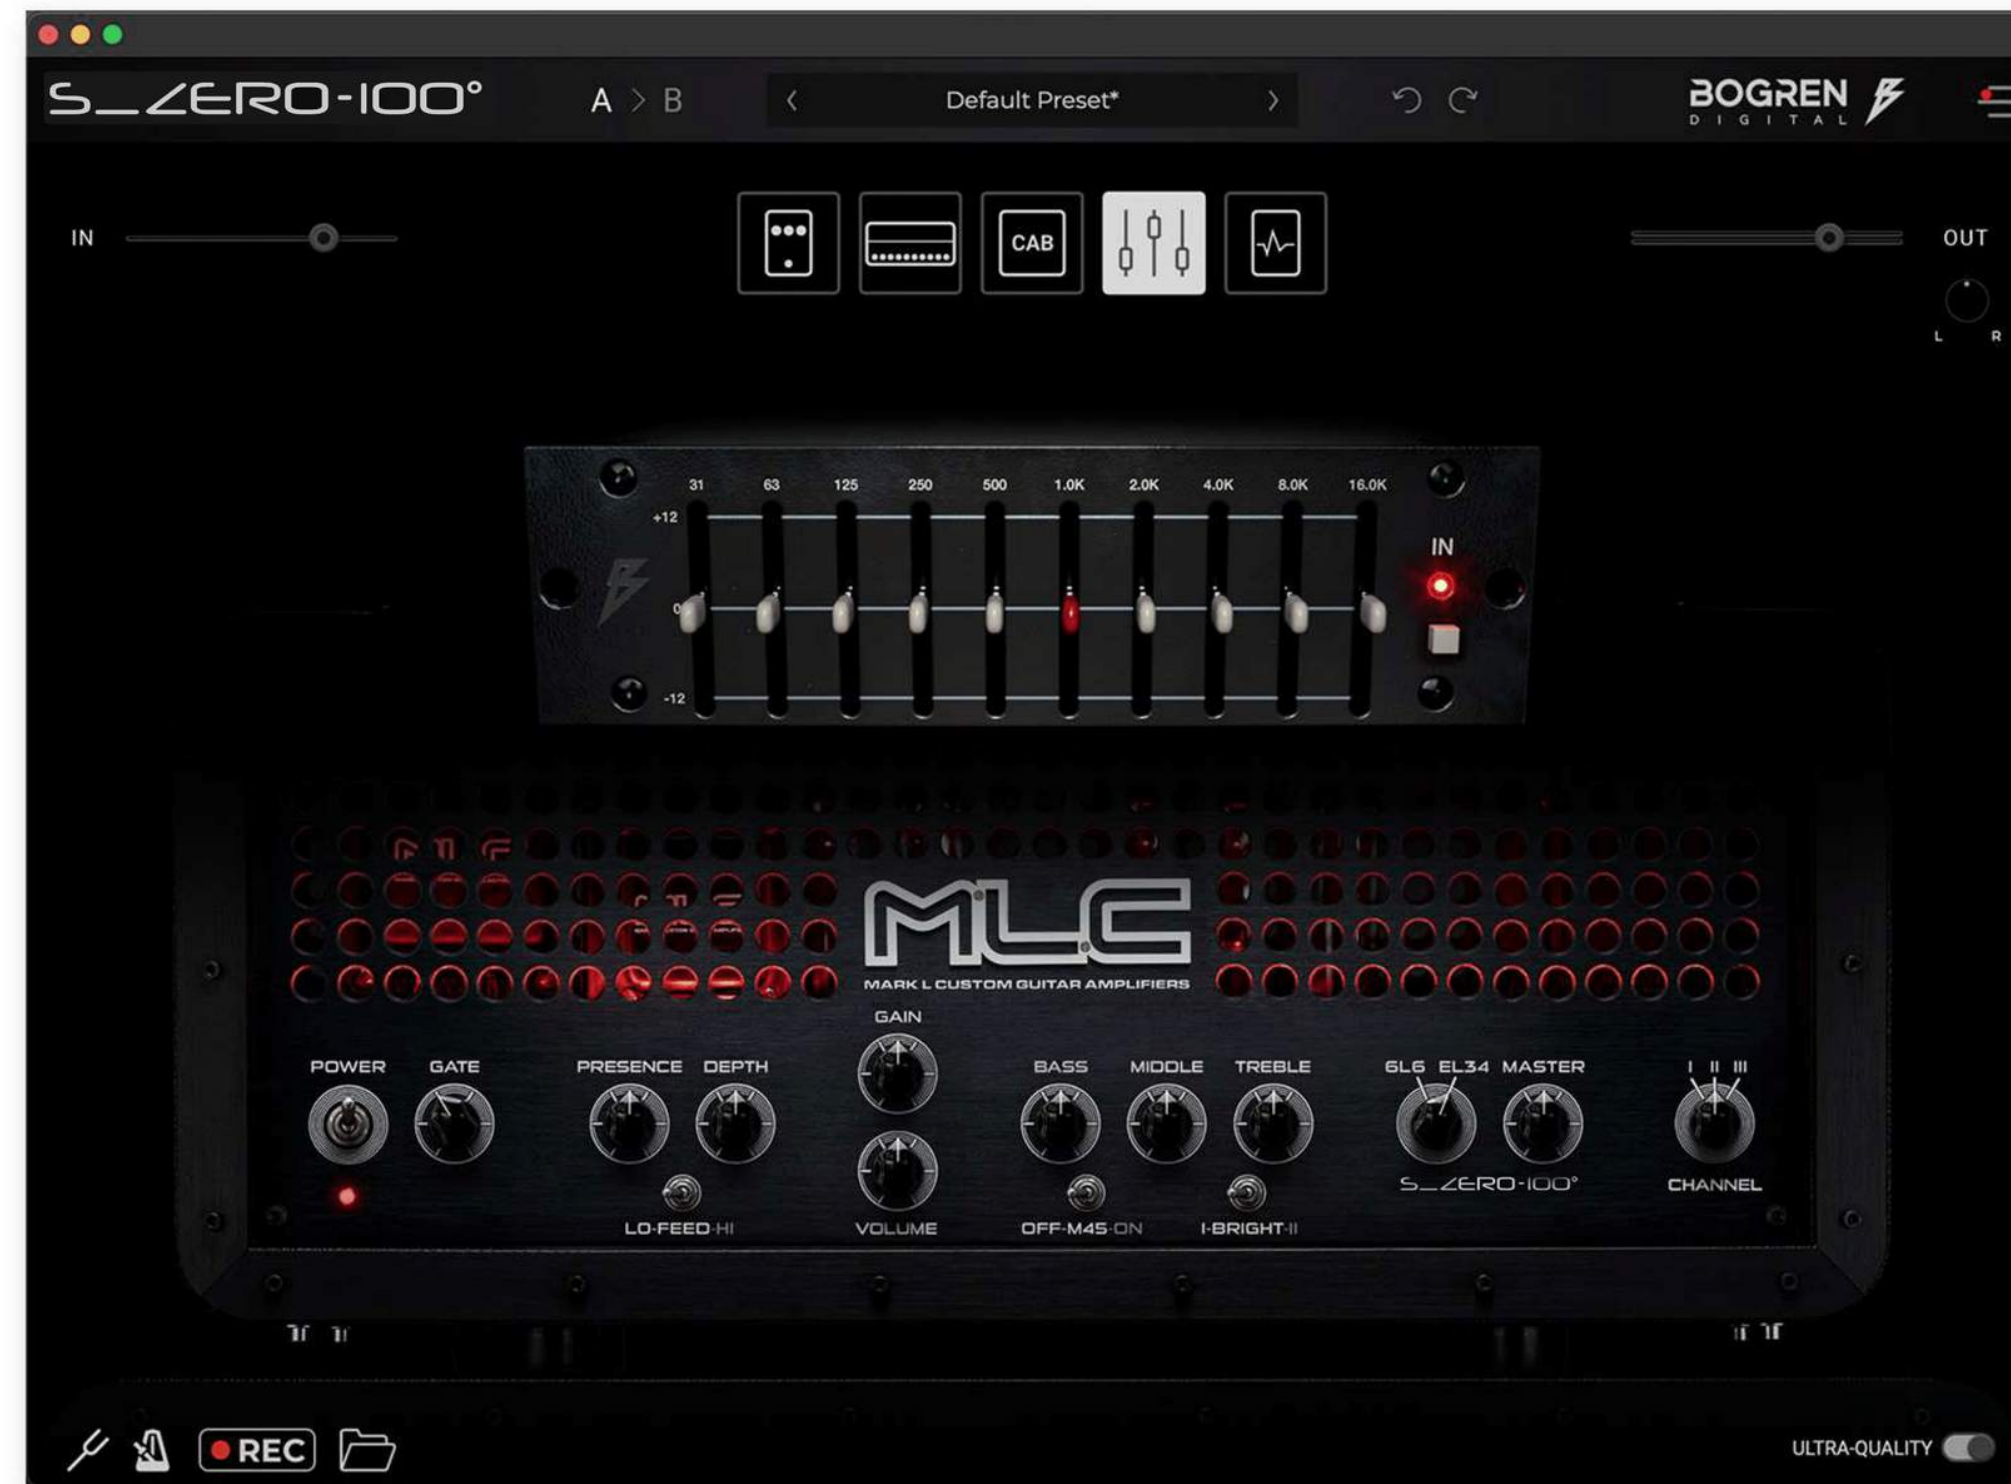 S_ZERO-100°
A > B
Default Preset*
BOGREN
DIGITAL
IN
CAB
OUT
L R
31 63 125 250 500 1.0K 2.0K 4.0K 8.0K 16.0K
+12
IN
0
-12
MLC
MARK L CUSTOM GUITAR AMPLIFIERS
GAIN
POWER GATE PRESENCE DEPTH BASS MIDDLE TREBLE 6L6 EL34 MASTER I II III
S_ZERO-100°
CHANNEL
LO-FEED-HI VOLUME OFF-M45-ON I-BRIGHT-II
REC
ULTRA-QUALITY